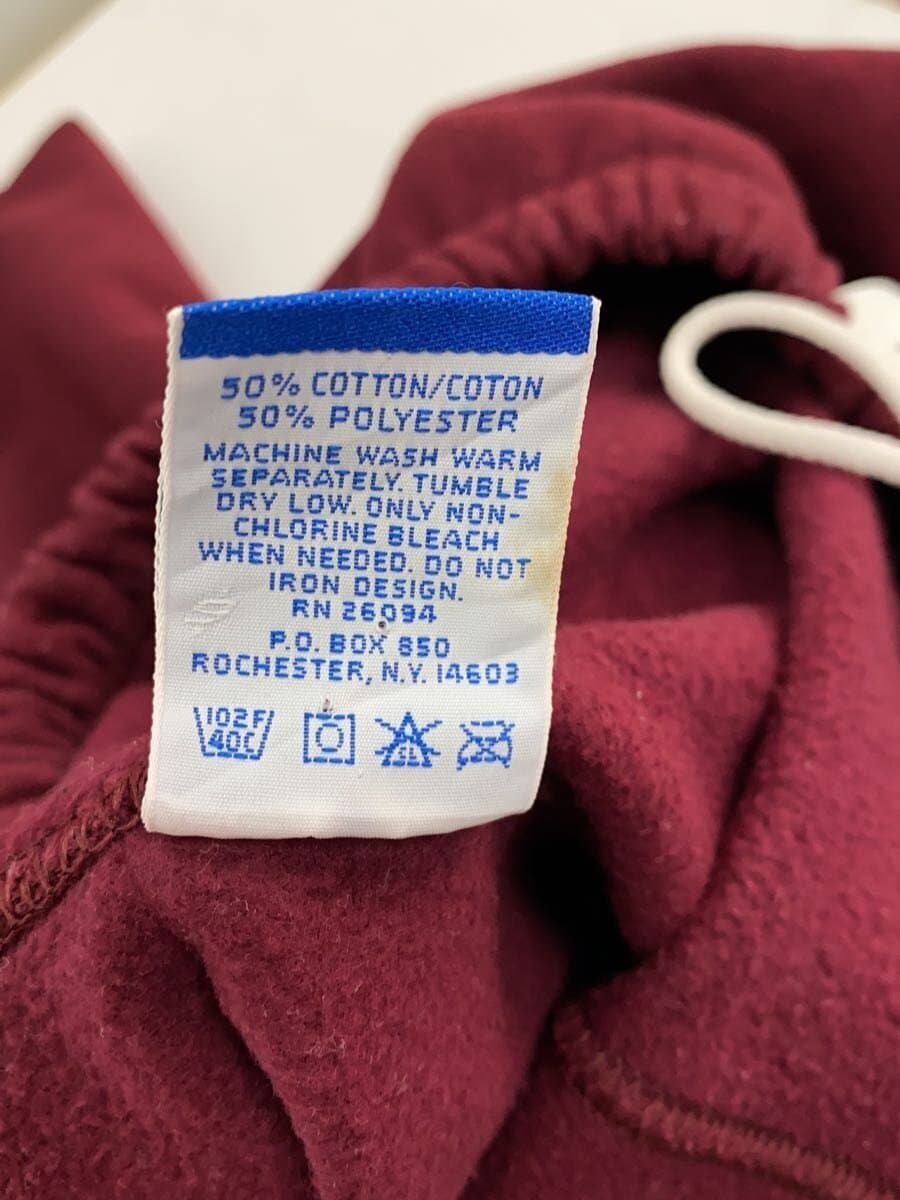 50% COTTON/COTON
50% POLYESTER
MACHINE WASH WARM
SEPARATELY. TUMBLE
DRY LOW. ONLY NON-
CHLORINE BLEACH
WHEN NEEDED. DO NOT
IRON DESIGN.
RN 26094
P.O. BOX 850
ROCHESTER, N.Y. 14603
102F/ 40C CL